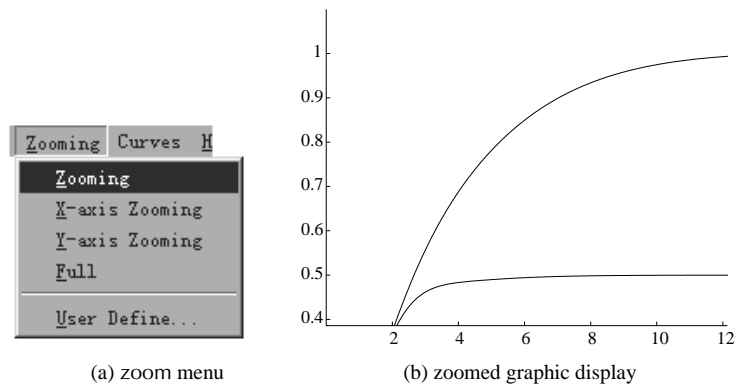 Zooming Curves H
Zooming
X-axis Zooming
Y-axis Zooming
Full
User Define...
(a) zoom menu
1
0.9
0.8
0.7
0.6
0.5
0.4
2 4 6 8 10 12
(b) zoomed graphic display